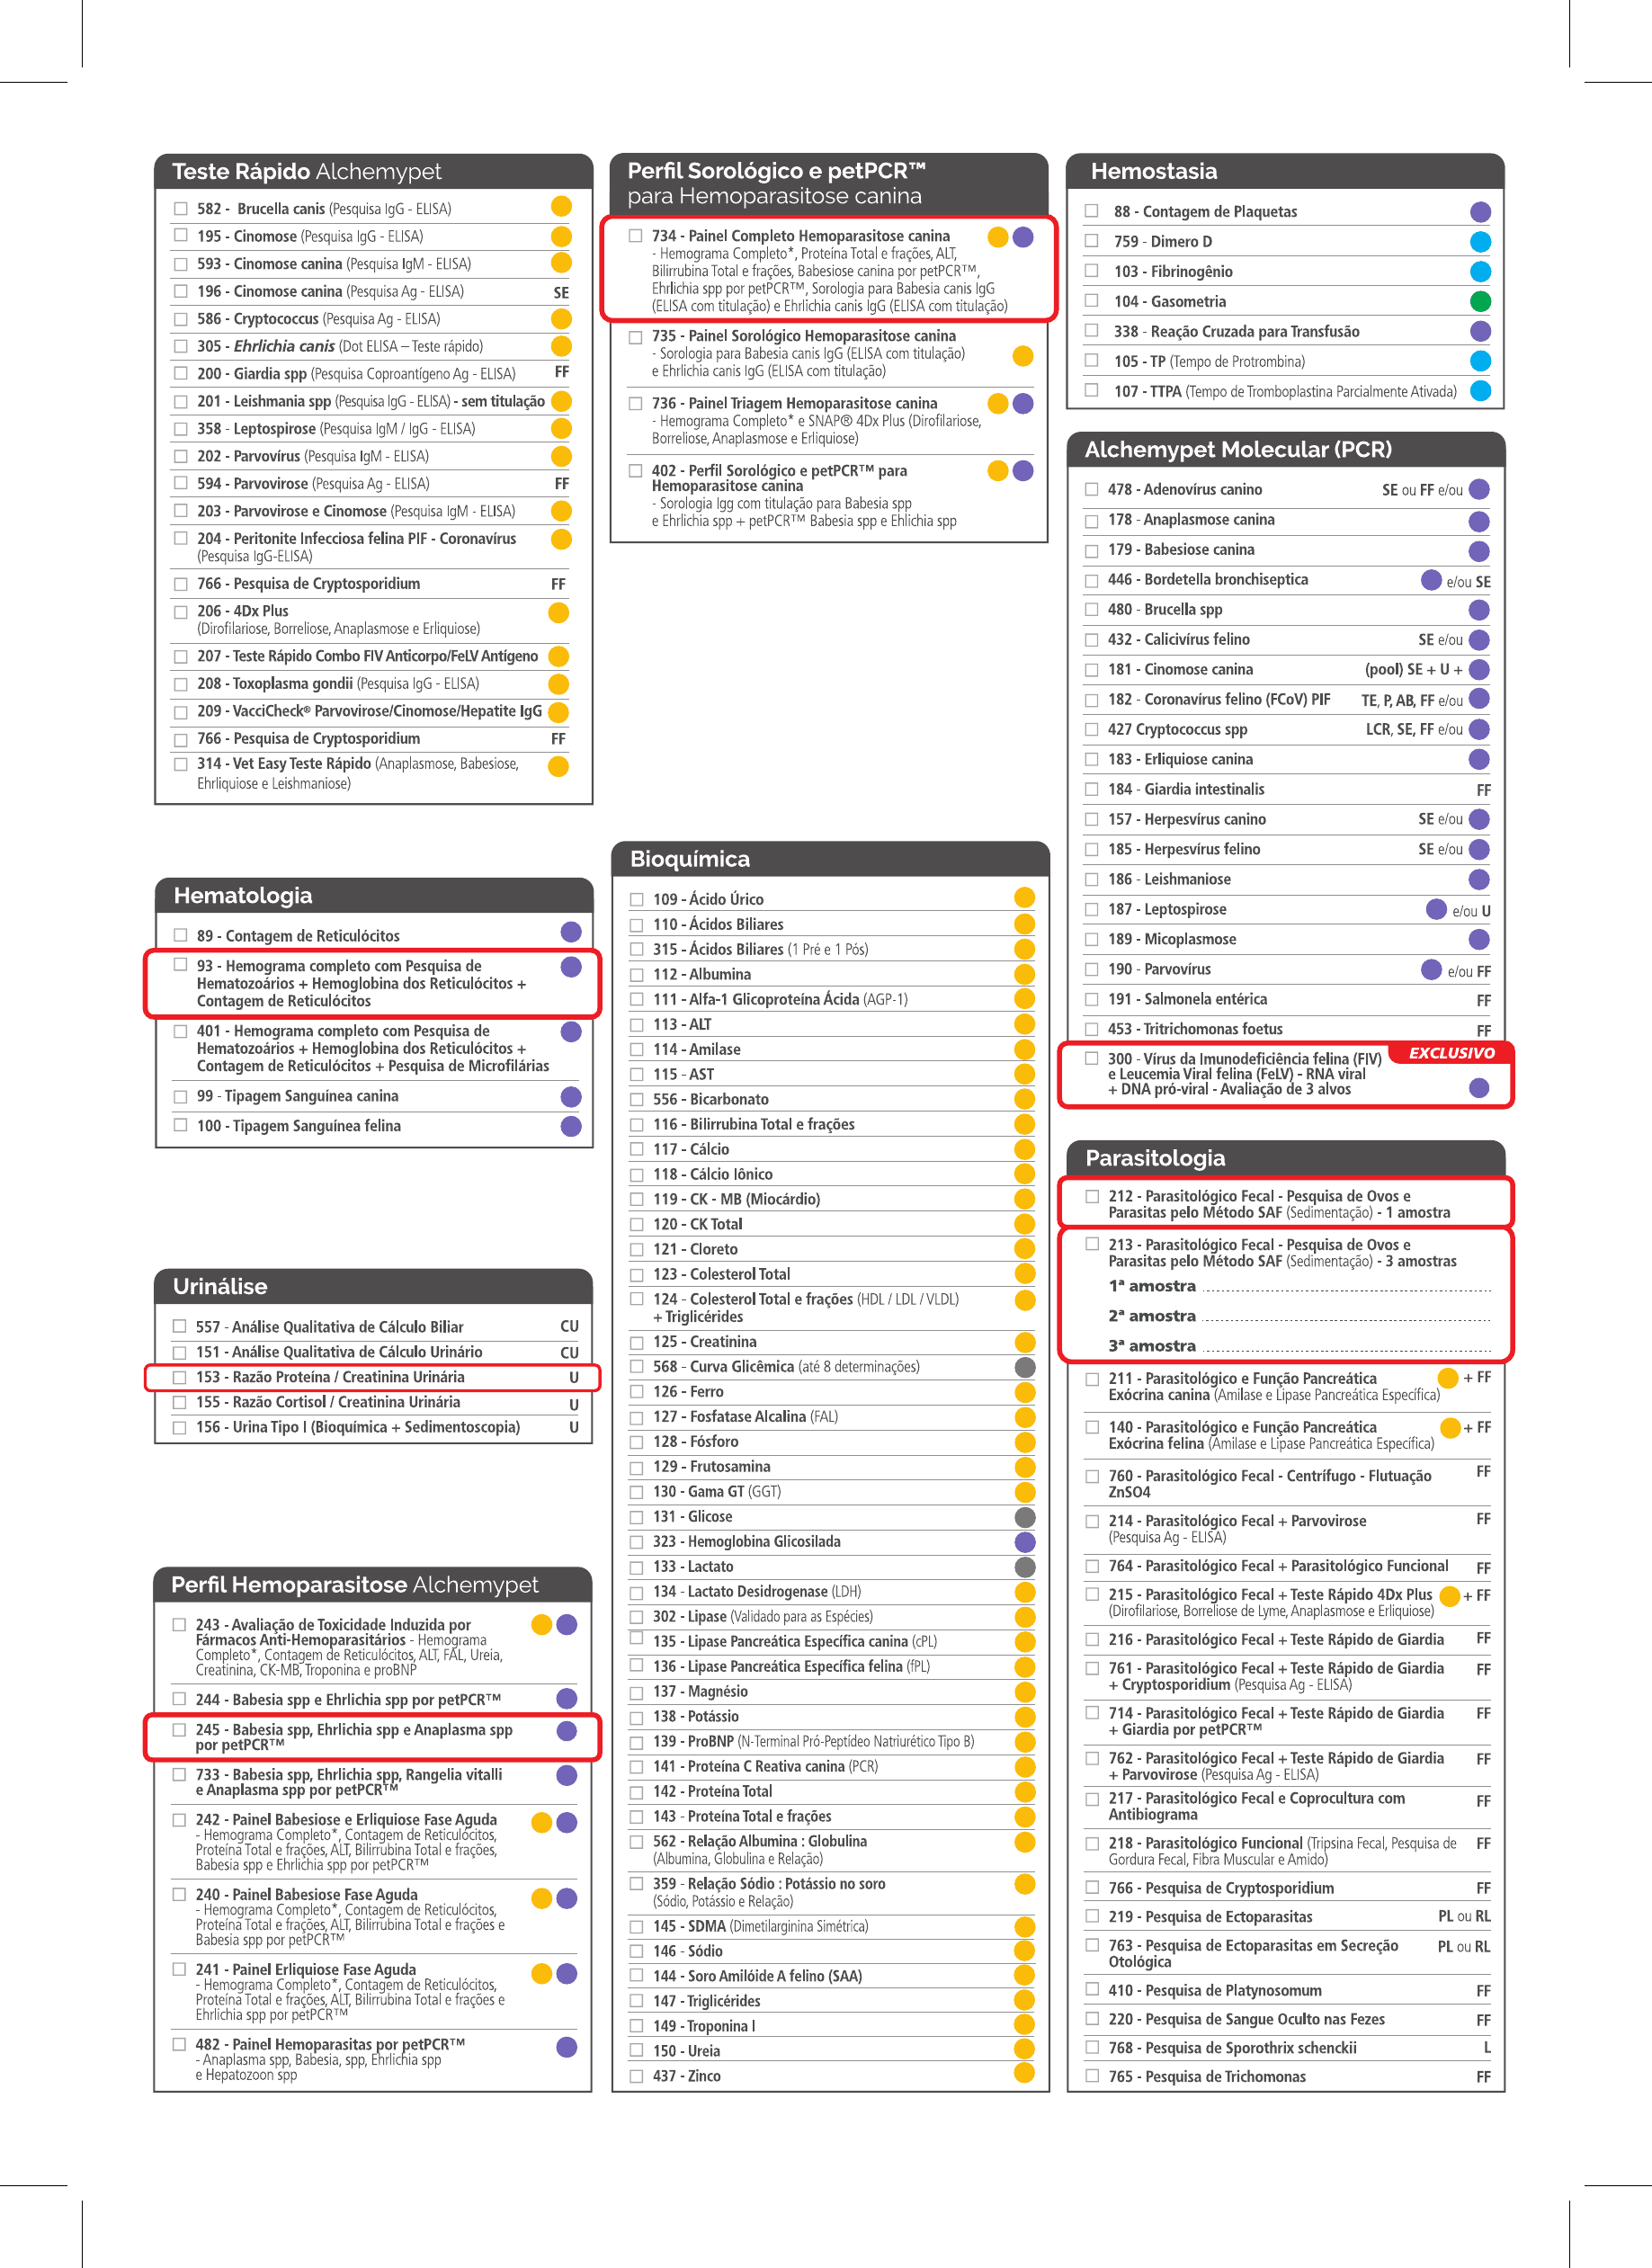 Teste Rápido Alchemypet
582 - Brucella canis (Pesquisa IgG - ELISA)
195 - Cinomose (Pesquisa IgG - ELISA)
593 - Cinomose canina (Pesquisa IgM - ELISA)
196 - Cinomose canina (Pesquisa Ag - ELISA) SE
586 - Cryptococcus (Pesquisa Ag - ELISA)
305 - Ehrlichia canis (Dot ELISA – Teste rápido)
200 - Giardia spp (Pesquisa Coproantígeno Ag - ELISA) FF
201 - Leishmania spp (Pesquisa IgG - ELISA) - sem titulação
358 - Leptospirose (Pesquisa IgM / IgG - ELISA)
202 - Parvovírus (Pesquisa IgM - ELISA)
594 - Parvovirose (Pesquisa Ag - ELISA) FF
203 - Parvovirose e Cinomose (Pesquisa IgM - ELISA)
204 - Peritonite Infecciosa felina PIF - Coronavírus
(Pesquisa IgG-ELISA)
766 - Pesquisa de Cryptosporidium FF
206 - 4Dx Plus
(Dirofilariose, Borreliose, Anaplasmose e Erliquiose)
207 - Teste Rápido Combo FIV Anticorpo/FeLV Antígeno
208 - Toxoplasma gondii (Pesquisa IgG - ELISA)
209 - VacciCheck® Parvovirose/Cinomose/Hepatite IgG
766 - Pesquisa de Cryptosporidium FF
314 - Vet Easy Teste Rápido (Anaplasmose, Babesiose,
Ehrliquiose e Leishmaniose)
Hematologia
89 - Contagem de Reticulócitos
93 - Hemograma completo com Pesquisa de
Hematozoários + Hemoglobina dos Reticulócitos +
Contagem de Reticulócitos
401 - Hemograma completo com Pesquisa de
Hematozoários + Hemoglobina dos Reticulócitos +
Contagem de Reticulócitos + Pesquisa de Microfilárias
99 - Tipagem Sanguínea canina
100 - Tipagem Sanguínea felina
Urinálise
557 - Análise Qualitativa de Cálculo Biliar CU
151 - Análise Qualitativa de Cálculo Urinário CU
153 - Razão Proteína / Creatinina Urinária U
155 - Razão Cortisol / Creatinina Urinária U
156 - Urina Tipo I (Bioquímica + Sedimentoscopia) U
Perfil Hemoparasitose Alchemypet
243 - Avaliação de Toxicidade Induzida por
Fármacos Anti-Hemoparasitários - Hemograma
Completo*, Contagem de Reticulócitos, ALT, FAL, Ureia,
Creatinina, CK-MB, Troponina e proBNP
244 - Babesia spp e Ehrlichia spp por petPCR™
245 - Babesia spp, Ehrlichia spp e Anaplasma spp
por petPCR™
733 - Babesia spp, Ehrlichia spp, Rangelia vitalli
e Anaplasma spp por petPCR™
242 - Painel Babesiose e Erliquiose Fase Aguda
- Hemograma Completo*, Contagem de Reticulócitos,
Proteína Total e frações, ALT, Bilirrubina Total e frações,
Babesia spp e Ehrlichia spp por petPCR™
240 - Painel Babesiose Fase Aguda
- Hemograma Completo*, Contagem de Reticulócitos,
Proteína Total e frações, ALT, Bilirrubina Total e frações e
Babesia spp por petPCR™
241 - Painel Erliquiose Fase Aguda
- Hemograma Completo*, Contagem de Reticulócitos,
Proteína Total e frações, ALT, Bilirrubina Total e frações e
Ehrlichia spp por petPCR™
482 - Painel Hemoparasitas por petPCR™
- Anaplasma spp, Babesia, spp, Ehrlichia spp
e Hepatozoon spp
Perfil Sorológico e petPCR™
para Hemoparasitose canina
734 - Painel Completo Hemoparasitose canina
- Hemograma Completo*, Proteína Total e frações, ALT,
Bilirrubina Total e frações, Babesiose canina por petPCR™,
Ehrlichia spp por petPCR™, Sorologia para Babesia canis IgG
(ELISA com titulação) e Ehrlichia canis IgG (ELISA com titulação)
735 - Painel Sorológico Hemoparasitose canina
- Sorologia para Babesia canis IgG (ELISA com titulação)
e Ehrlichia canis IgG (ELISA com titulação)
736 - Painel Triagem Hemoparasitose canina
- Hemograma Completo* e SNAP® 4Dx Plus (Dirofilariose,
Borreliose, Anaplasmose e Erliquiose)
402 - Perfil Sorológico e petPCR™ para
Hemoparasitose canina
- Sorologia Igg com titulação para Babesia spp
e Ehrlichia spp + petPCR™ Babesia spp e Ehlichia spp
Bioquímica
109 - Ácido Úrico
110 - Ácidos Biliares
315 - Ácidos Biliares (1 Pré e 1 Pós)
112 - Albumina
111 - Alfa-1 Glicoproteína Ácida (AGP-1)
113 - ALT
114 - Amilase
115 - AST
556 - Bicarbonato
116 - Bilirrubina Total e frações
117 - Cálcio
118 - Cálcio Iônico
119 - CK - MB (Miocárdio)
120 - CK Total
121 - Cloreto
123 - Colesterol Total
124 - Colesterol Total e frações (HDL / LDL / VLDL)
+ Triglicérides
125 - Creatinina
568 - Curva Glicêmica (até 8 determinações)
126 - Ferro
127 - Fosfatase Alcalina (FAL)
128 - Fósforo
129 - Frutosamina
130 - Gama GT (GGT)
131 - Glicose
323 - Hemoglobina Glicosilada
133 - Lactato
134 - Lactato Desidrogenase (LDH)
302 - Lipase (Validado para as Espécies)
135 - Lipase Pancreática Específica canina (cPL)
136 - Lipase Pancreática Específica felina (fPL)
137 - Magnésio
138 - Potássio
139 - ProBNP (N-Terminal Pró-Peptídeo Natriurético Tipo B)
141 - Proteína C Reativa canina (PCR)
142 - Proteína Total
143 - Proteína Total e frações
562 - Relação Albumina : Globulina
(Albumina, Globulina e Relação)
359 - Relação Sódio : Potássio no soro
(Sódio, Potássio e Relação)
145 - SDMA (Dimetilarginina Simétrica)
146 - Sódio
144 - Soro Amilóide A felino (SAA)
147 - Triglicérides
149 - Troponina I
150 - Ureia
437 - Zinco
Hemostasia
88 - Contagem de Plaquetas
759 - Dimero D
103 - Fibrinogênio
104 - Gasometria
338 - Reação Cruzada para Transfusão
105 - TP (Tempo de Protrombina)
107 - TTPA (Tempo de Tromboplastina Parcialmente Ativada)
Alchemypet Molecular (PCR)
478 - Adenovírus canino SE ou FF e/ou
178 - Anaplasmose canina
179 - Babesiose canina
446 - Bordetella bronchiseptica e/ou SE
480 - Brucella spp
432 - Calicivírus felino SE e/ou
181 - Cinomose canina (pool) SE + U +
182 - Coronavírus felino (FCoV) PIF TE, P, AB, FF e/ou
427 Cryptococcus spp LCR, SE, FF e/ou
183 - Erliquiose canina
184 - Giardia intestinalis FF
157 - Herpesvírus canino SE e/ou
185 - Herpesvírus felino SE e/ou
186 - Leishmaniose
187 - Leptospirose e/ou U
189 - Micoplasmose
190 - Parvovírus e/ou FF
191 - Salmonela entérica FF
453 - Tritrichomonas foetus FF
300 - Vírus da Imunodeficiência felina (FIV) EXCLUSIVO
e Leucemia Viral felina (FeLV) - RNA viral
+ DNA pró-viral - Avaliação de 3 alvos
Parasitologia
212 - Parasitológico Fecal - Pesquisa de Ovos e
Parasitas pelo Método SAF (Sedimentação) - 1 amostra
213 - Parasitológico Fecal - Pesquisa de Ovos e
Parasitas pelo Método SAF (Sedimentação) - 3 amostras
1ª amostra
2ª amostra
3ª amostra
211 - Parasitológico e Função Pancreática + FF
Exócrina canina (Amilase e Lipase Pancreática Específica)
140 - Parasitológico e Função Pancreática + FF
Exócrina felina (Amilase e Lipase Pancreática Específica)
760 - Parasitológico Fecal - Centrífugo - Flutuação FF
ZnSO4
214 - Parasitológico Fecal + Parvovirose FF
(Pesquisa Ag - ELISA)
764 - Parasitológico Fecal + Parasitológico Funcional FF
215 - Parasitológico Fecal + Teste Rápido 4Dx Plus + FF
(Dirofilariose, Borreliose de Lyme, Anaplasmose e Erliquiose)
216 - Parasitológico Fecal + Teste Rápido de Giardia FF
761 - Parasitológico Fecal + Teste Rápido de Giardia FF
+ Cryptosporidium (Pesquisa Ag - ELISA)
714 - Parasitológico Fecal + Teste Rápido de Giardia FF
+ Giardia por petPCR™
762 - Parasitológico Fecal + Teste Rápido de Giardia FF
+ Parvovirose (Pesquisa Ag - ELISA)
217 - Parasitológico Fecal e Coprocultura com FF
Antibiograma
218 - Parasitológico Funcional (Tripsina Fecal, Pesquisa de FF
Gordura Fecal, Fibra Muscular e Amido)
766 - Pesquisa de Cryptosporidium FF
219 - Pesquisa de Ectoparasitas PL ou RL
763 - Pesquisa de Ectoparasitas em Secreção PL ou RL
Otológica
410 - Pesquisa de Platynosomum FF
220 - Pesquisa de Sangue Oculto nas Fezes FF
768 - Pesquisa de Sporothrix schenckii L
765 - Pesquisa de Trichomonas FF